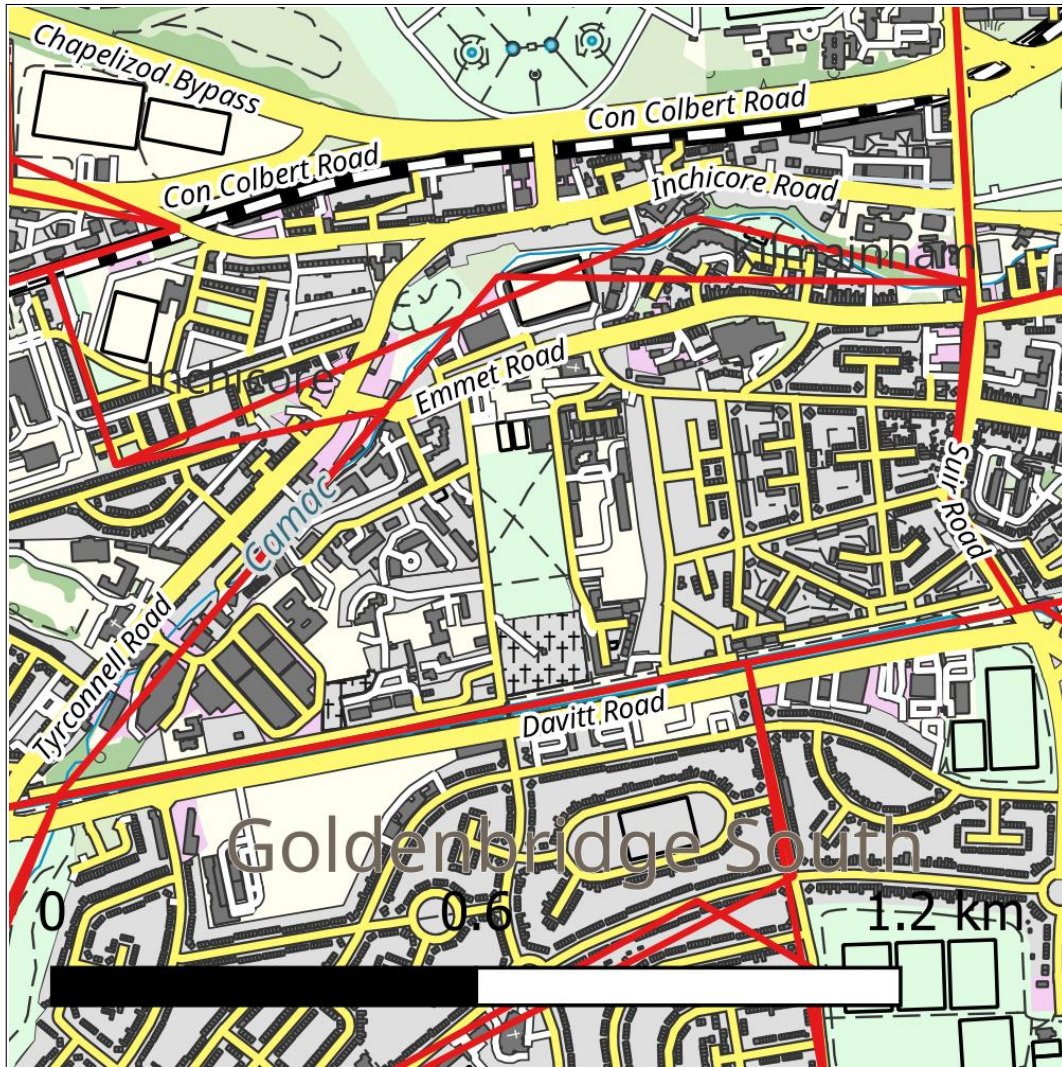 Chapelizod Bypass
Con Colbert Road
Con Colbert Road
Inchicore Road
Kilmainham
Inchicore
Emmet Road
Suir Road
Camac
Tyrconnell Road
Davitt Road
Goldenbridge South
0 0.6 1.2 km